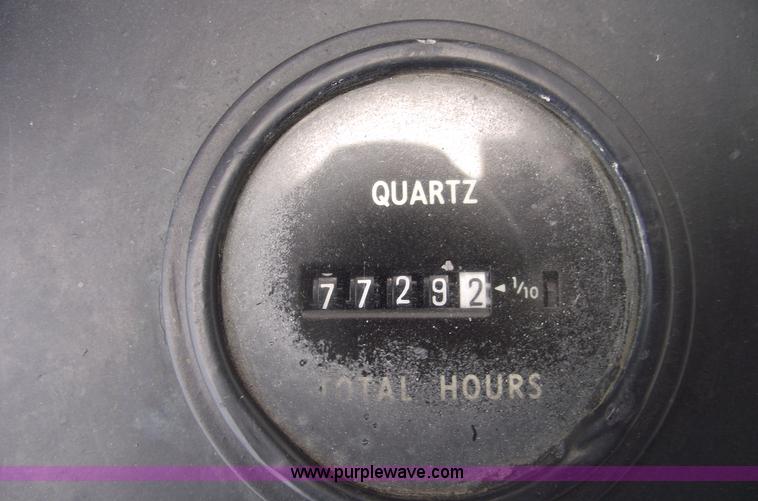 QUARTZ
77292 ◄ 1/10
TOTAL HOURS
www.purplewave.com